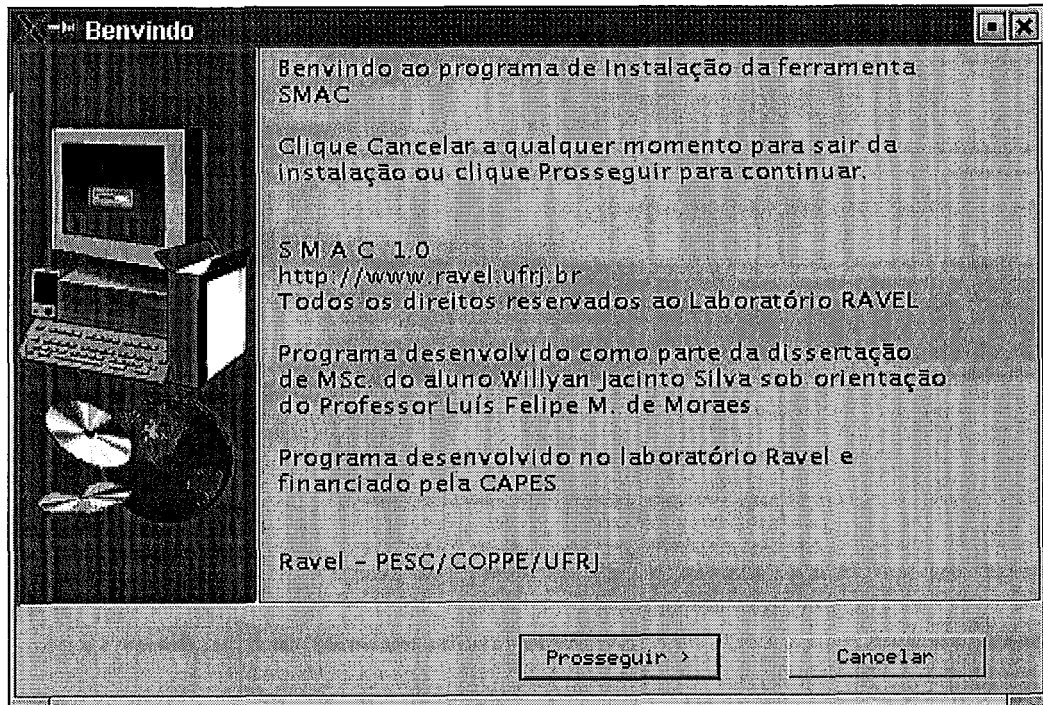 Benvindo
Benvindo ao programa de instalação da ferramenta
SMAC
Clique Cancelar a qualquer momento para sair da
instalação ou clique Prosseguir para continuar.
S M A C 1.0
http://www.ravel.ufrj.br
Todos os direitos reservados ao Laboratório RAVEL
Programa desenvolvido como parte da dissertação
de MSc. do aluno Willyan Jacinto Silva sob orientação
do Professor Luís Felipe M. de Moraes
Programa desenvolvido no laboratório Ravel e
financiado pela CAPES
Ravel - PESC/COPPE/UFRJ
Prosseguir >
Cancelar